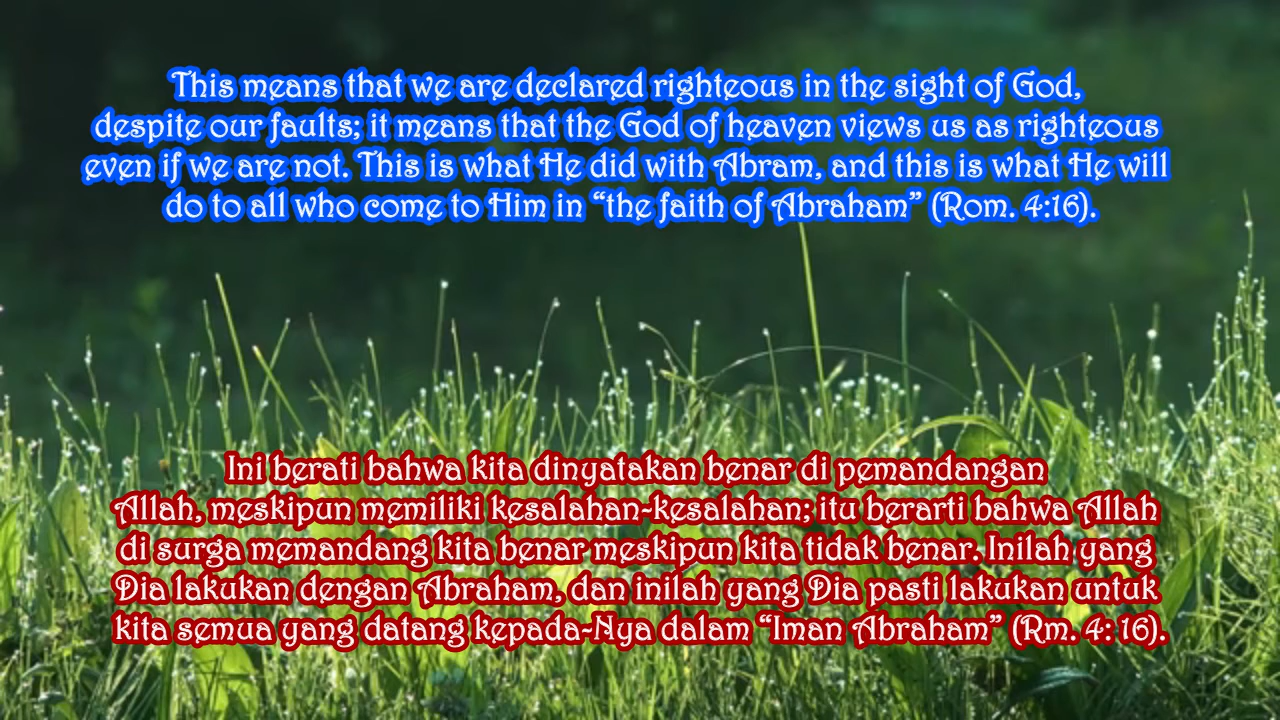 This means that we are declared righteous in the sight of God,
despite our faults; it means that the God of heaven views us as righteous
even if we are not. This is what He did with Abram, and this is what He will
do to all who come to Him in “the faith of Abraham” (Rom. 4:16).
Ini berati bahwa kita dinyatakan benar di pemandangan
Allah, meskipun memiliki kesalahan-kesalahan; itu berarti bahwa Allah
di surga memandang kita benar meskipun kita tidak benar. Inilah yang
Dia lakukan dengan Abraham, dan inilah yang Dia pasti lakukan untuk
kita semua yang datang kepada-Nya dalam “Iman Abraham” (Rm. 4: 16).